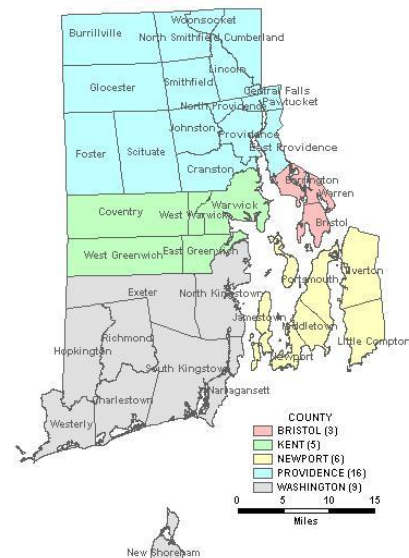 Woonsocket
Burrillville
North Smithfield
Cumberland
Lincoln
Glocester
Smithfield
Central Falls
Pawtucket
North Providence
Johnston
Providence
East Providence
Foster
Scituate
Cranston
Barrington
Warren
Bristol
Coventry
West Warwick
Warwick
West Greenwich
East Greenwich
Exeter
North Kingstown
Portsmouth
Tiverton
Jamestown
Middletown
Newport
Little Compton
Hopkington
Richmond
South Kingstown
Narragansett
Charlestown
Westerly
New Shoreham
COUNTY
BRISTOL (3)
KENT (5)
NEWPORT (6)
PROVIDENCE (16)
WASHINGTON (9)
0 5 10 15
Miles